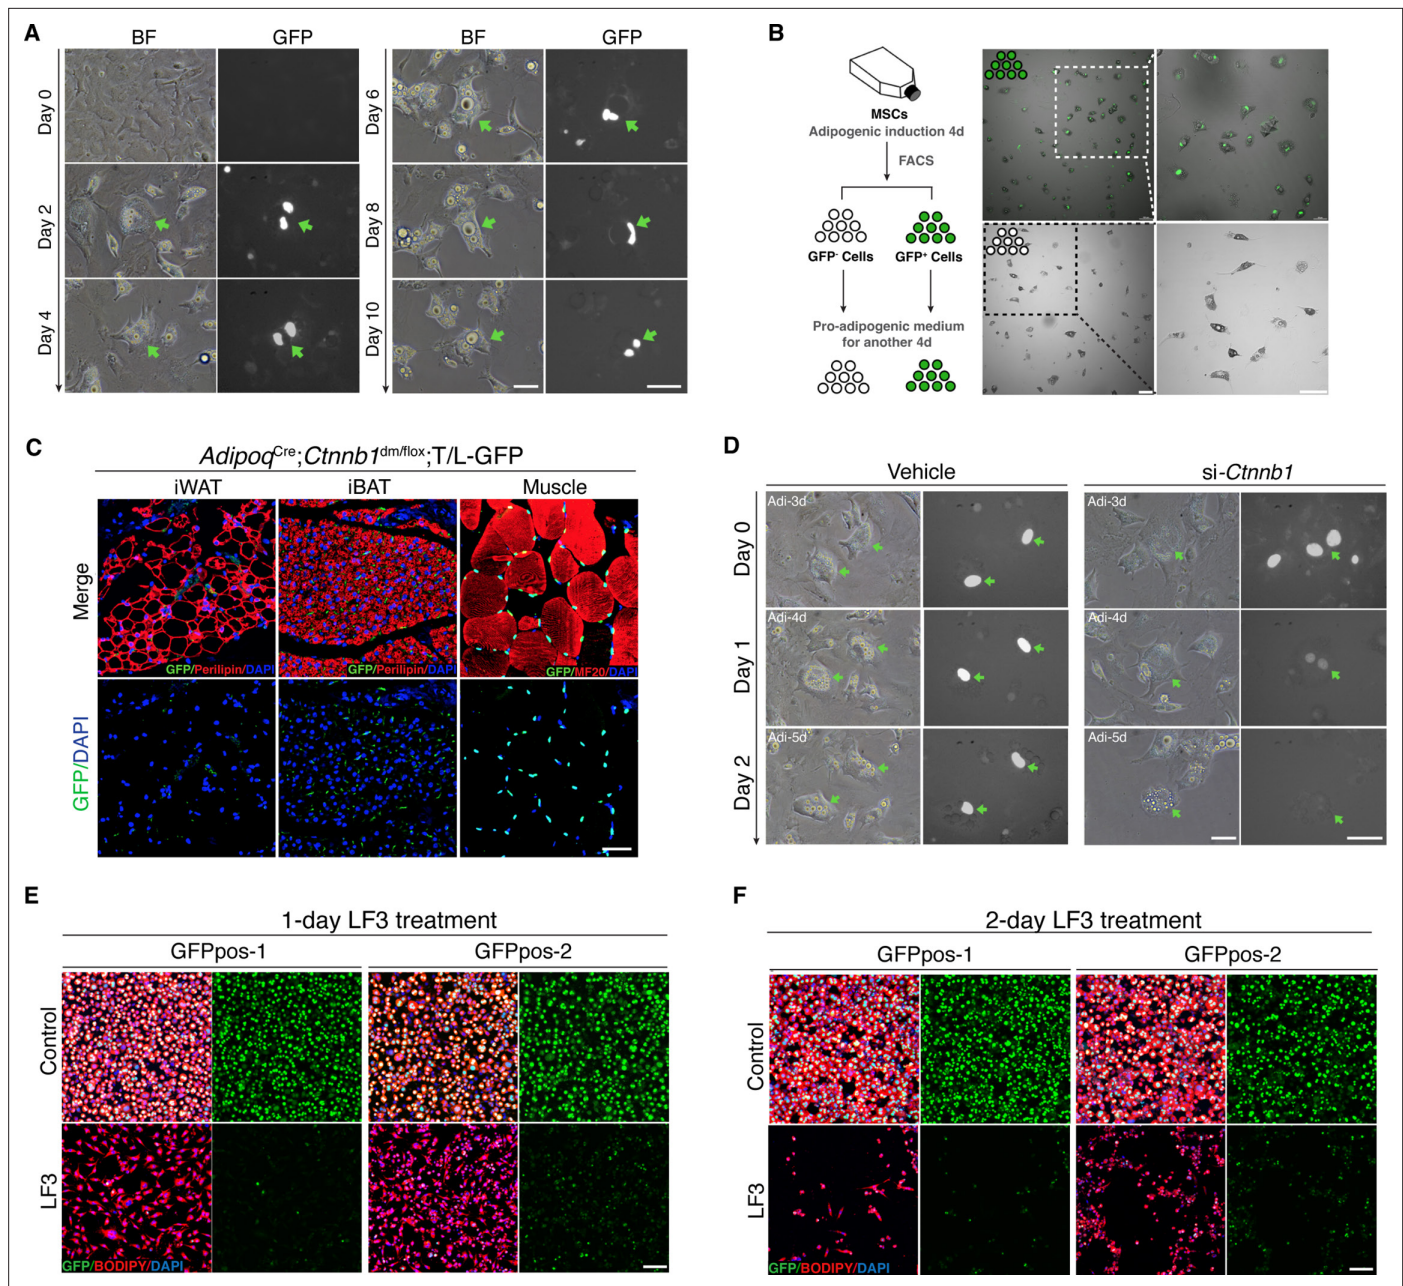 A
BF GFP BF GFP
Day 0
Day 2
Day 4
Day 6
Day 8
Day 10
B
MSCs
Adipogenic induction 4d
FACS
GFP- Cells GFP+ Cells
Pro-adipogenic medium
for another 4d
C
AdipoqCre;Ctnnb1dm/flox;T/L-GFP
iWAT iBAT Muscle
Merge
GFP/Perilipin/DAPI GFP/Perilipin/DAPI GFP/MF20/DAPI
GFP/DAPI
D
Vehicle si-Ctnnb1
Day 0
Adi-3d Adi-3d
Day 1
Adi-4d Adi-4d
Day 2
Adi-5d Adi-5d
E
1-day LF3 treatment
GFPpos-1 GFPpos-2
Control
LF3
GFP/BODIPY/DAPI
F
2-day LF3 treatment
GFPpos-1 GFPpos-2
Control
LF3
GFP/BODIPY/DAPI